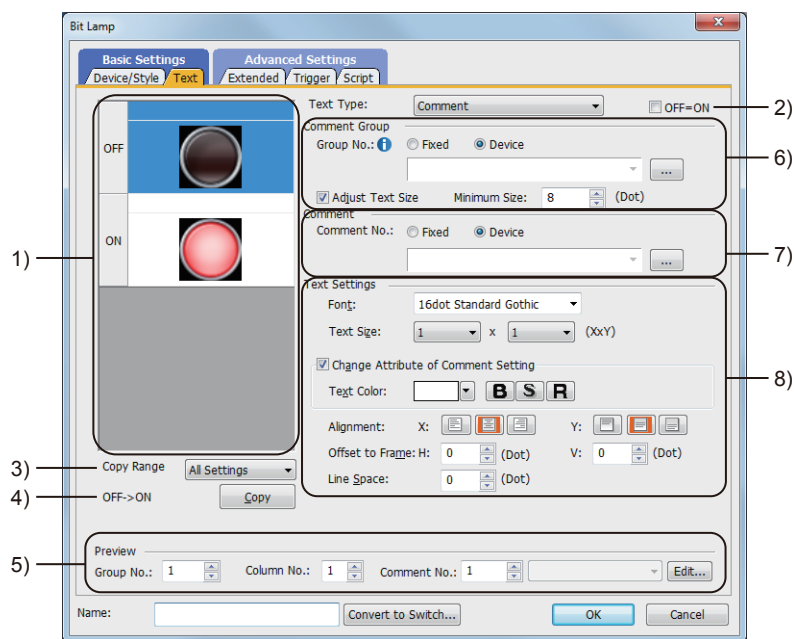 Bit Lamp
x
Basic Settings Advanced Settings
Device/Style Text Extended Trigger Script
Text Type: Comment OFF=ON 2)
Comment Group
OFF Group No.: i Fixed Device 6)
...
Adjust Text Size Minimum Size: 8 (Dot)
Comment
ON Comment No.: Fixed Device 7)
1) ...
Text Settings
Font: 16dot Standard Gothic
Text Size: 1 x 1 (XxY)
Change Attribute of Comment Setting 8)
Text Color: B S R
Alignment: X: Y:
3) Copy Range All Settings Offset to Frame: H: 0 (Dot) V: 0 (Dot)
4) OFF->ON Copy Line Space: 0 (Dot)
5) Preview
Group No.: 1 Column No.: 1 Comment No.: 1 Edit...
Name: Convert to Switch... OK Cancel